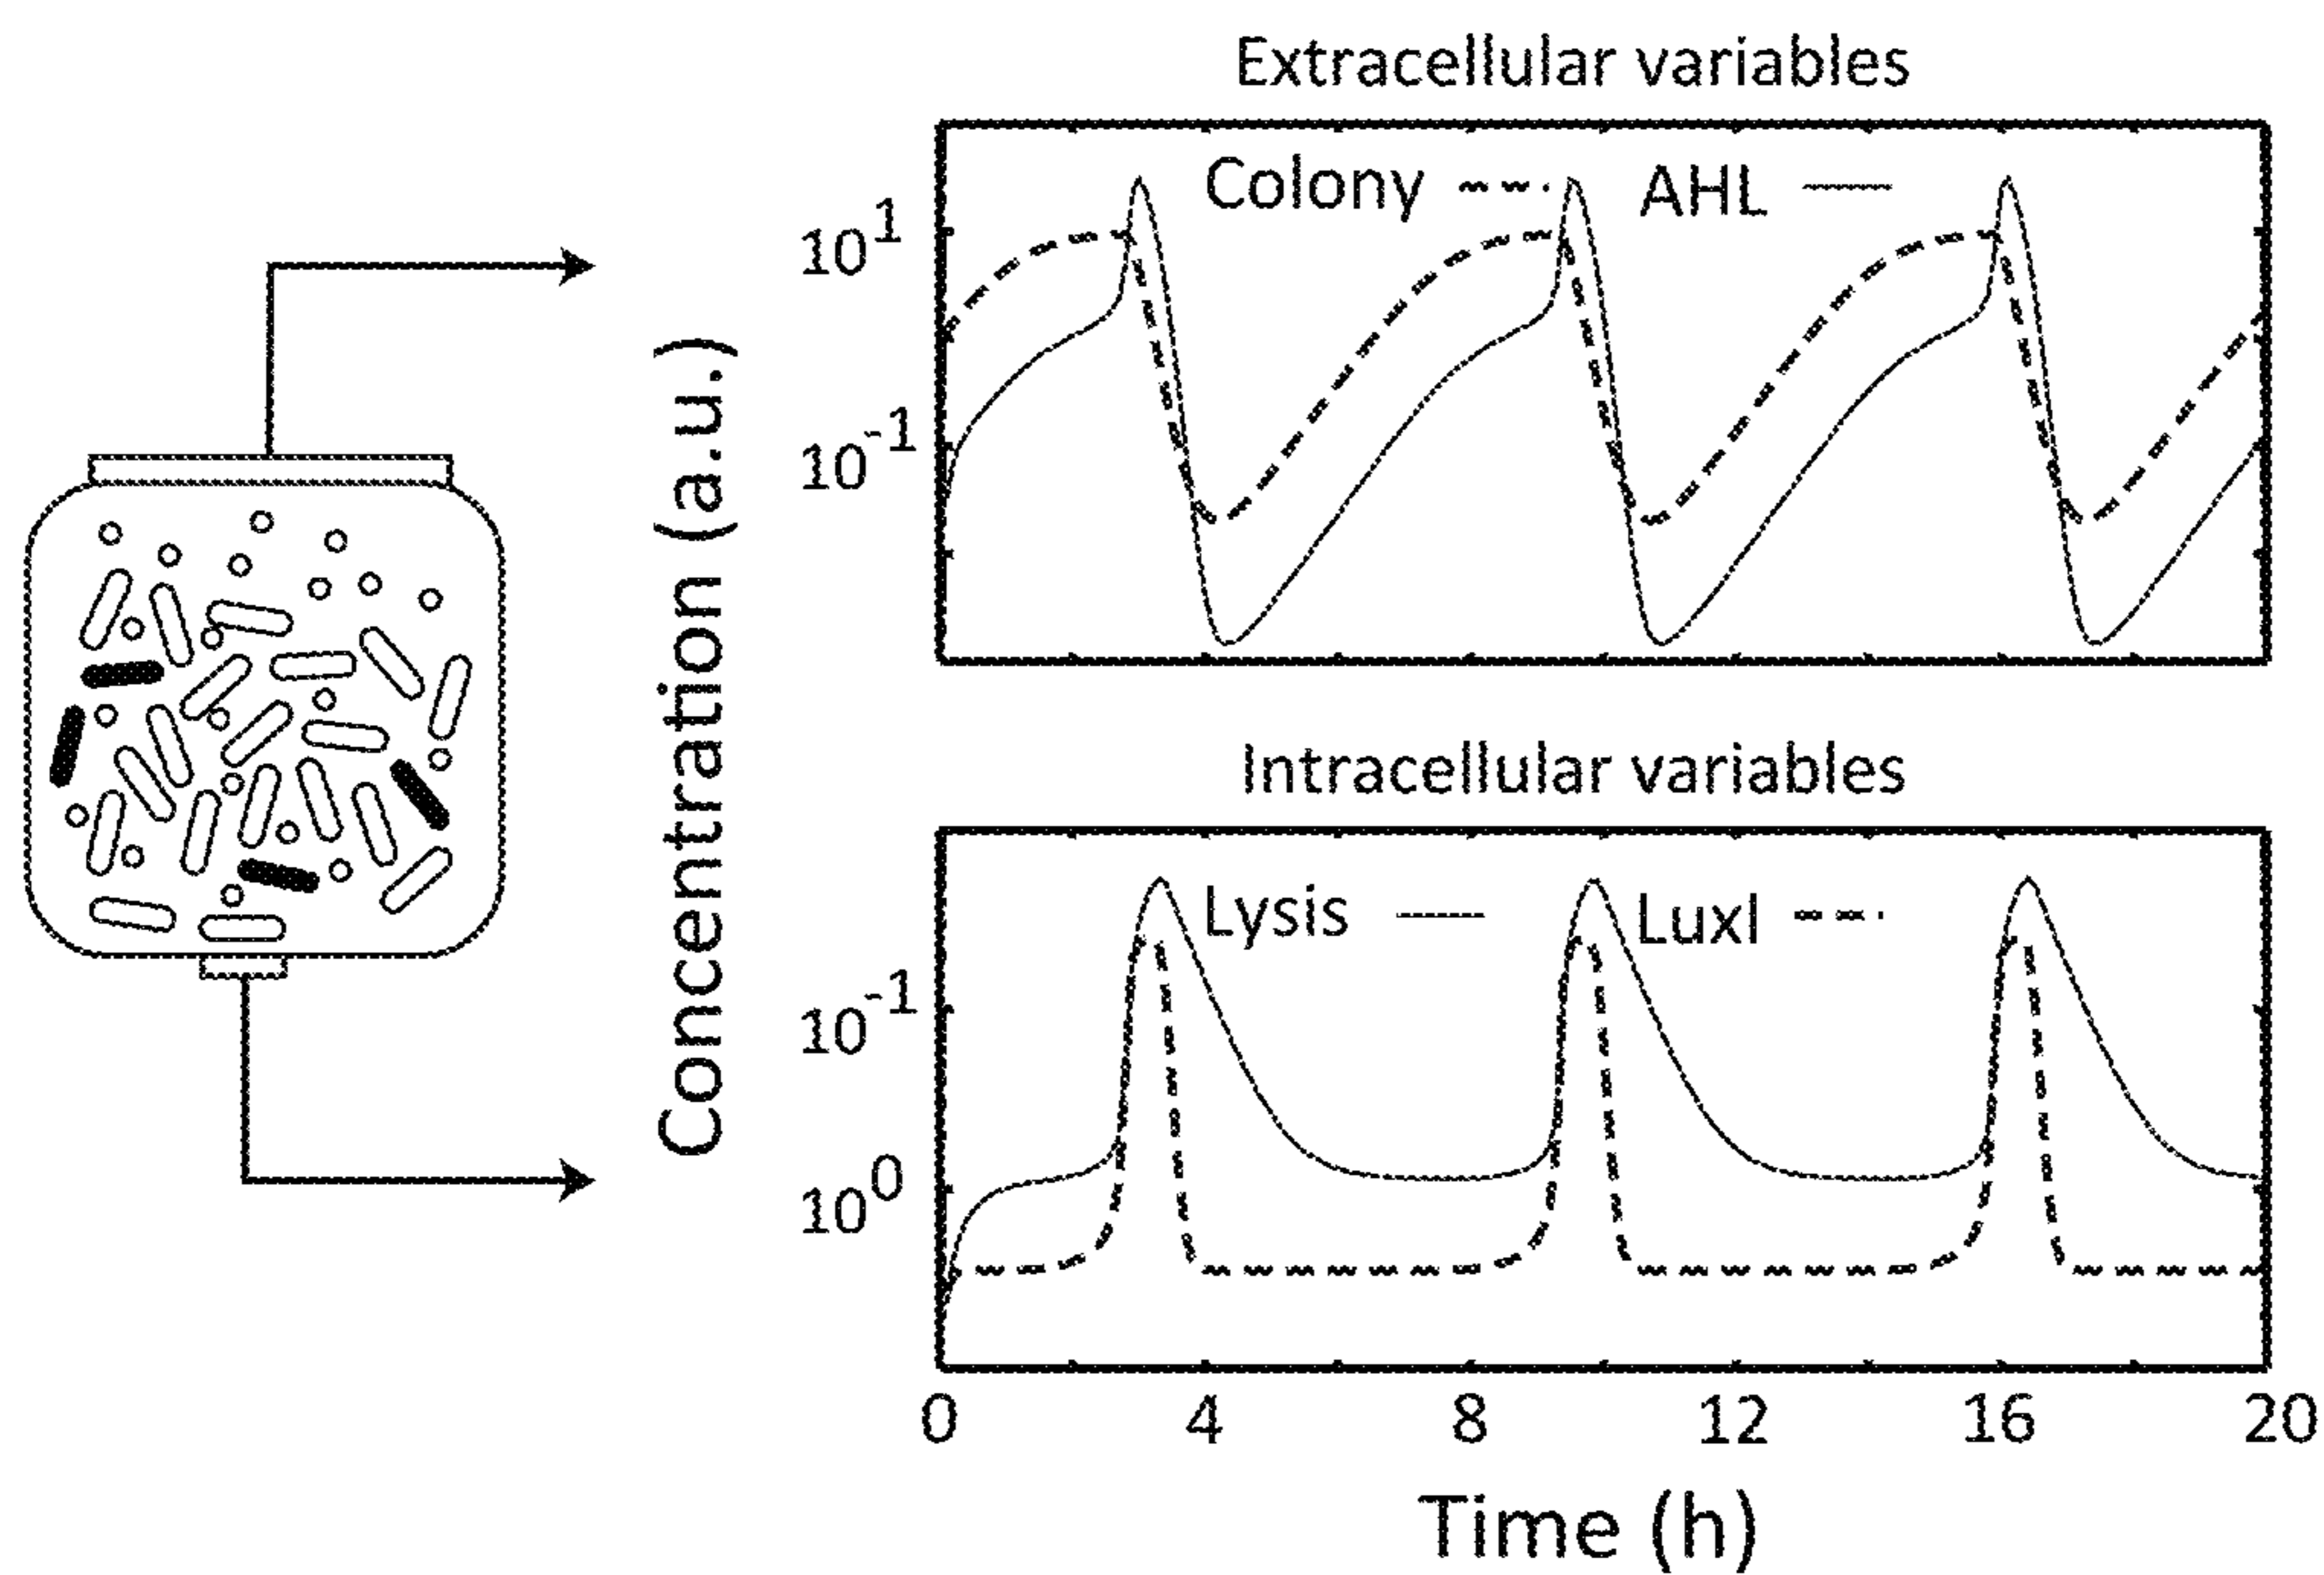 Extracellular variables
Colony AHL
10^1
10^-1
Concentration (a.u.)
Intracellular variables
Lysis LuxI
10^-1
10^0
0 4 8 12 16 20
Time (h)